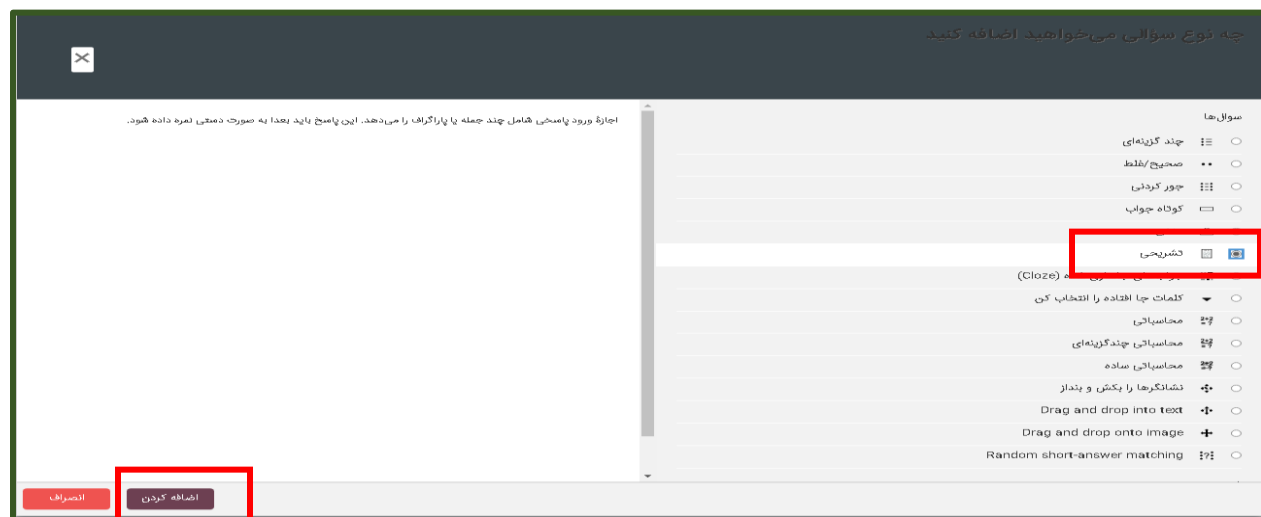 چه نوع سؤالی می‌خواهید اضافه کنید
سوال‌ها
چند گزینه‌ای
صحیح/غلط
جور کردنی
کوتاه جواب
تشریحی
(Cloze)
کلمات جا افتاده را انتخاب کن
محاسباتی
محاسباتی چندگزینه‌ای
محاسباتی ساده
نشانگرها را بکش و بنداز
Drag and drop into text
Drag and drop onto image
Random short-answer matching
اجازهٔ ورود پاسخی شامل چند جمله یا پاراگراف را می‌دهد. این پاسخ باید بعدا به صورت دستی نمره داده شود.
اضافه کردن
انصراف